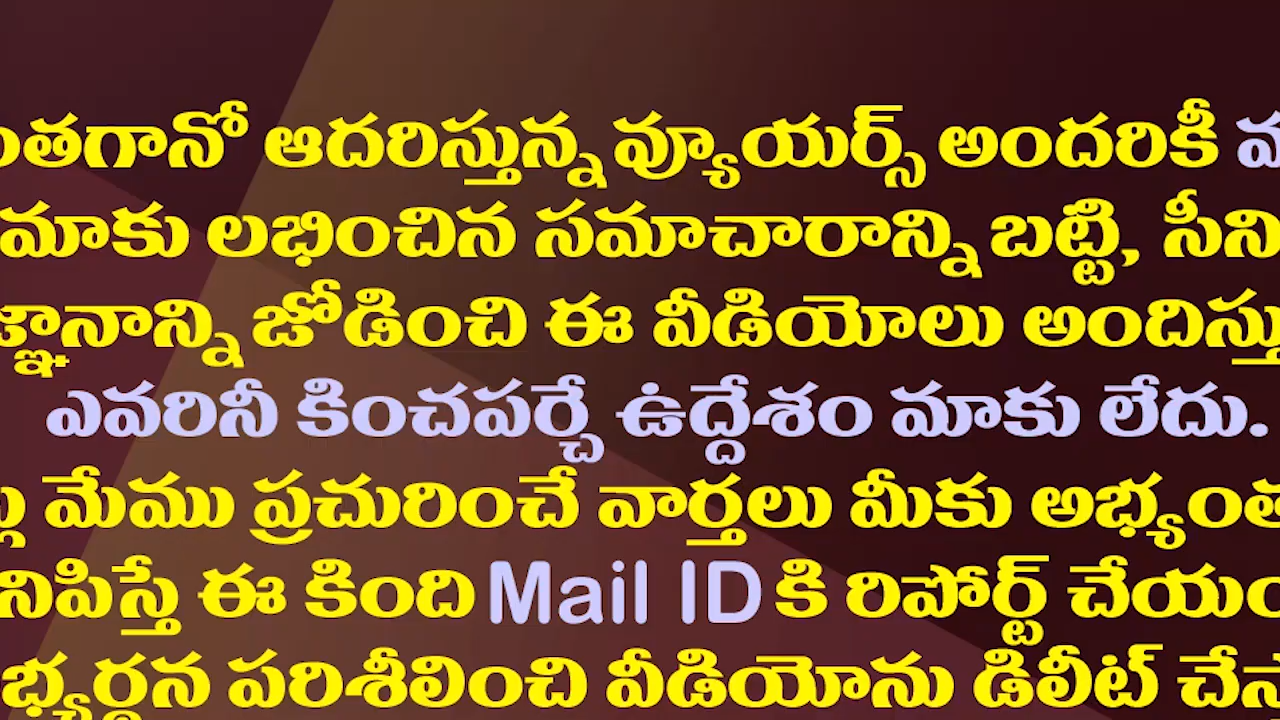 ఆదరిస్తున్న వ్యూయర్స్ అందరికీ
మాకు లభించిన సమాచారాన్ని బట్టి,
జోడించి ఈ వీడియోలు
ఎవరినీ కించపర్చే ఉద్దేశం మాకు లేదు.
మేము ప్రచురించే వార్తలు మీకు
ఈ కింది Mail ID కి రిపోర్ట్
పరిశీలించి వీడియోను డిలీట్